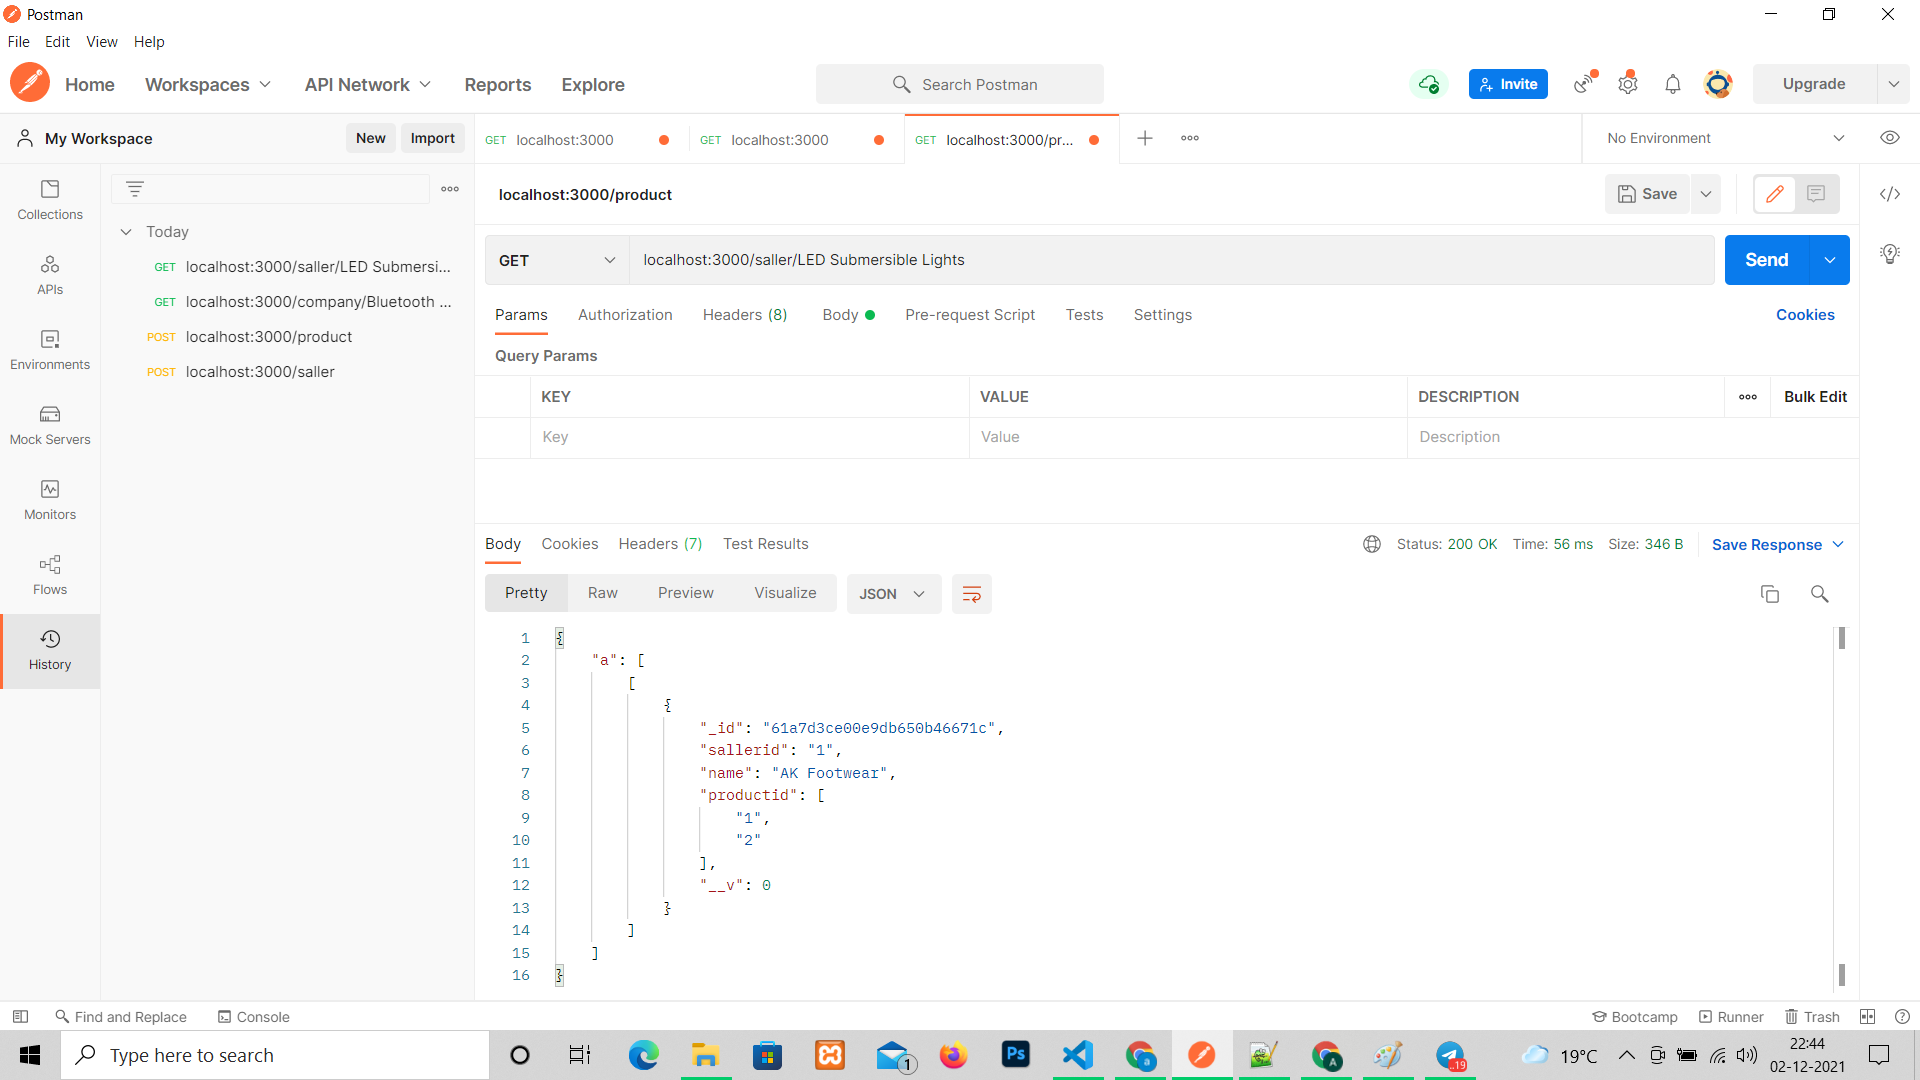 Postman
File Edit View Help
Home Workspaces API Network Reports Explore Search Postman Invite Upgrade
My Workspace New Import GET localhost:3000 GET localhost:3000 GET localhost:3000/pr... No Environment
Collections
APIs
Environments
Mock Servers
Monitors
Flows
History
Today
GET localhost:3000/saller/LED Submersi...
GET localhost:3000/company/Bluetooth ...
POST localhost:3000/product
POST localhost:3000/saller
localhost:3000/product Save
GET localhost:3000/saller/LED Submersible Lights Send
Params Authorization Headers (8) Body Pre-request Script Tests Settings Cookies
Query Params
KEY VALUE DESCRIPTION Bulk Edit
Key Value Description
Body Cookies Headers (7) Test Results Status: 200 OK Time: 56 ms Size: 346 B Save Response
Pretty Raw Preview Visualize JSON
1 {
2 "a": [
3 [
4 {
5 "_id": "61a7d3ce00e9db650b46671c",
6 "sallerid": "1",
7 "name": "AK Footwear",
8 "productid": [
9 "1",
10 "2"
11 ],
12 "__v": 0
13 }
14 ]
15 ]
16 }
Find and Replace Console Bootcamp Runner Trash
Type here to search
Ps
1
a
A
..19
19°C
22:44
02-12-2021